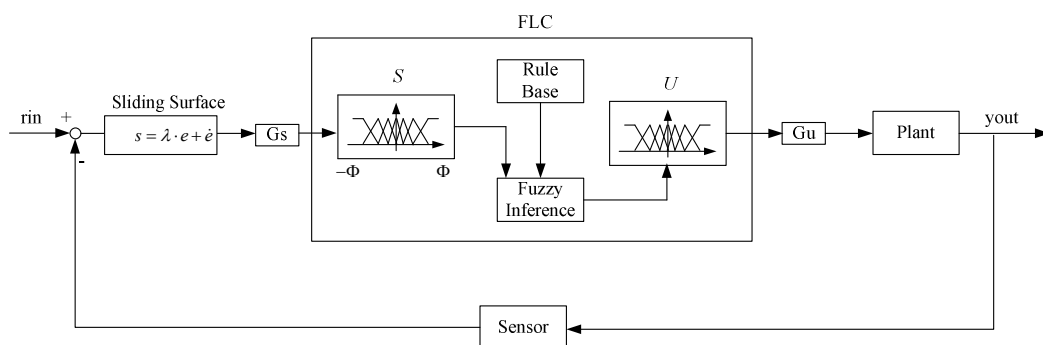 FLC
S
Rule
Base
U
rin
+
-
Sliding Surface
s = λ · e + ė
Gs
–Φ
Φ
Fuzzy
Inference
Gu
Plant
yout
Sensor